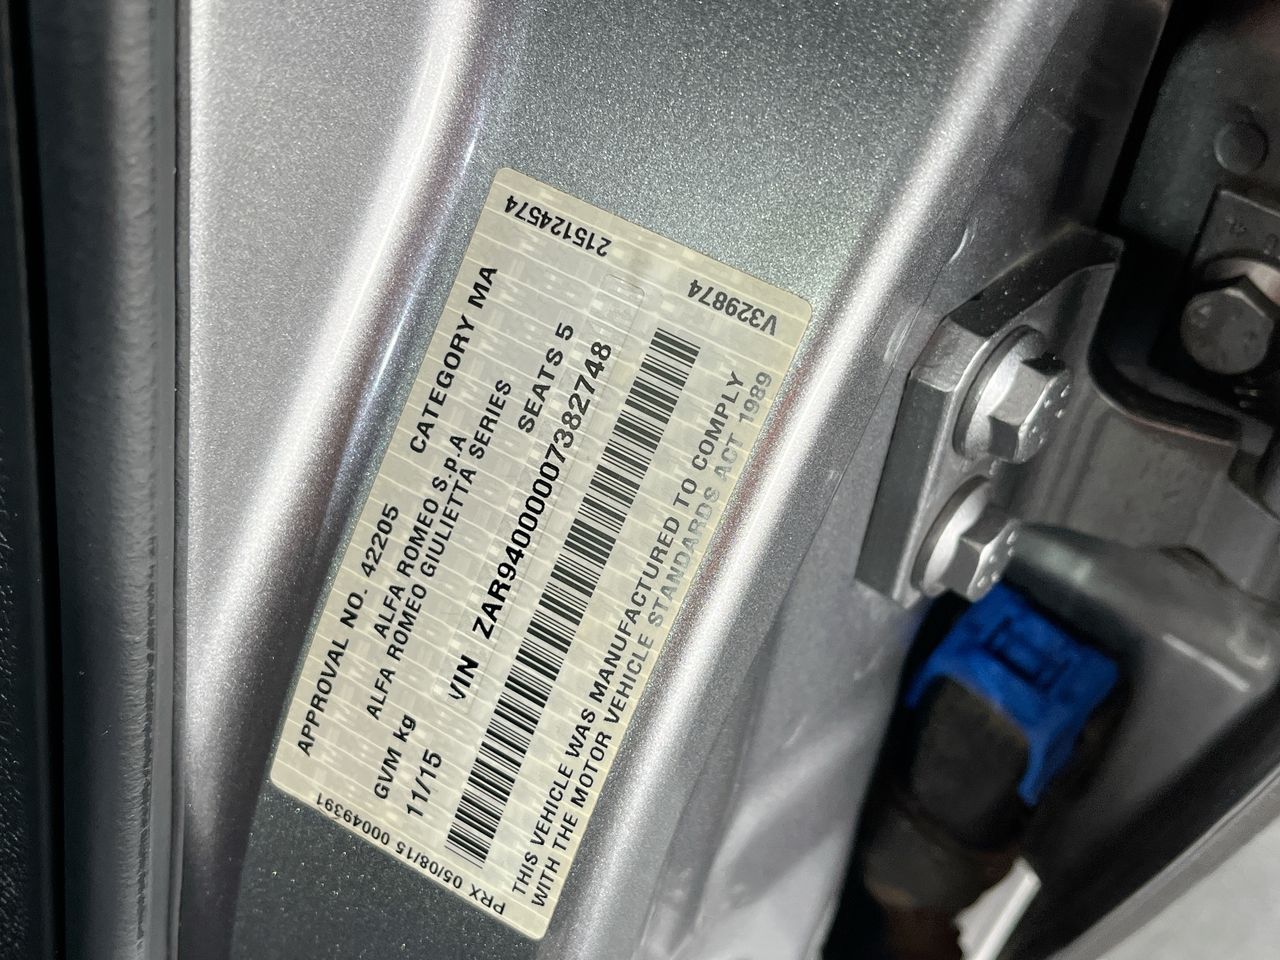 APPROVAL NO. 42205 CATEGORY MA
ALFA ROMEO S.p.A
ALFA ROMEO GIULIETTA SERIES
GVM kg SEATS 5
11/15 VIN ZAR94000007382748
THIS VEHICLE WAS MANUFACTURED TO COMPLY
WITH THE MOTOR VEHICLE STANDARDS ACT 1989
PRX 05/08/15 00049391
215124574
V329874